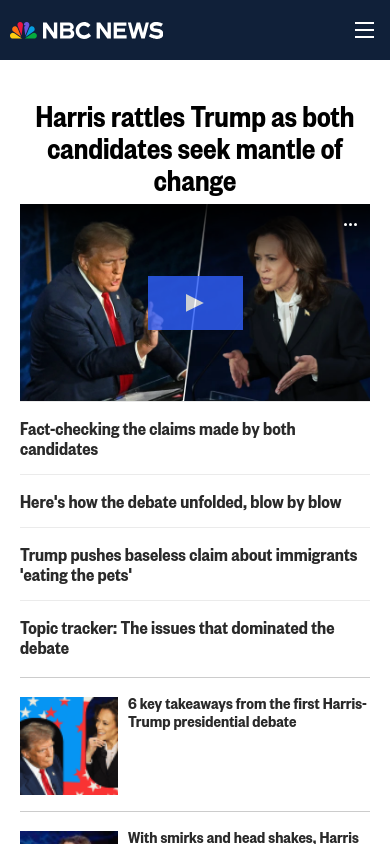 NBC NEWS
Harris rattles Trump as both
candidates seek mantle of
change
Fact-checking the claims made by both
candidates
Here's how the debate unfolded, blow by blow
Trump pushes baseless claim about immigrants
'eating the pets'
Topic tracker: The issues that dominated the
debate
6 key takeaways from the first Harris-
Trump presidential debate
With smirks and head shakes, Harris